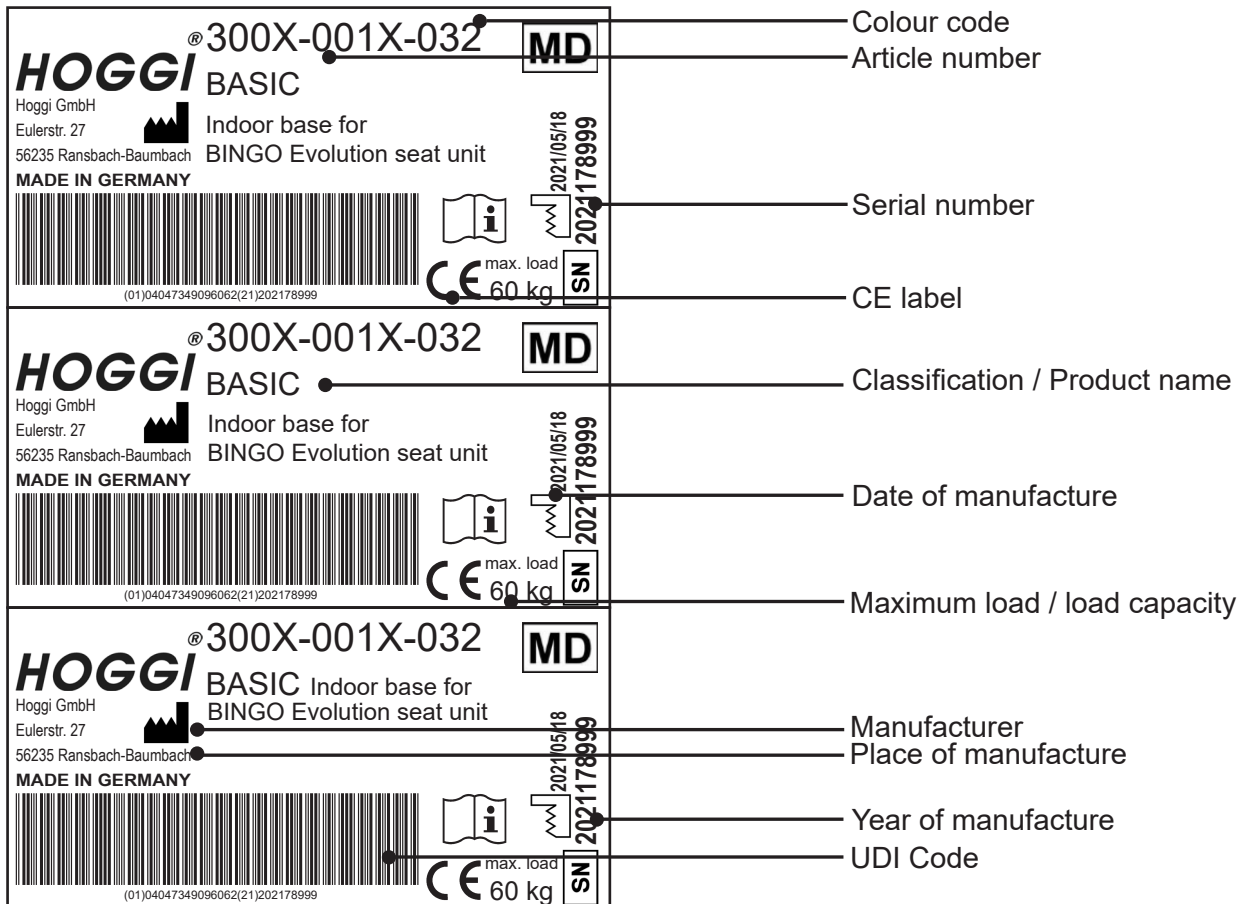 ®300X-001X-032
MD
HOGGI
BASIC
Hoggi GmbH
Eulerstr. 27
56235 Ransbach-Baumbach
Indoor base for
BINGO Evolution seat unit
MADE IN GERMANY
i
2021/05/18
2021178999
SN
CE
max. load
60 kg
(01)04047349096062(21)202178999
Colour code
Article number
Serial number
CE label
®300X-001X-032
MD
HOGGI
BASIC
Hoggi GmbH
Eulerstr. 27
56235 Ransbach-Baumbach
Indoor base for
BINGO Evolution seat unit
MADE IN GERMANY
i
2021/05/18
2021178999
SN
CE
max. load
60 kg
(01)04047349096062(21)202178999
Classification / Product name
Date of manufacture
Maximum load / load capacity
®300X-001X-032
MD
HOGGI
BASIC Indoor base for
BINGO Evolution seat unit
Hoggi GmbH
Eulerstr. 27
56235 Ransbach-Baumbach
MADE IN GERMANY
i
2021/05/18
2021178999
SN
CE
max. load
60 kg
(01)04047349096062(21)202178999
Manufacturer
Place of manufacture
Year of manufacture
UDI Code